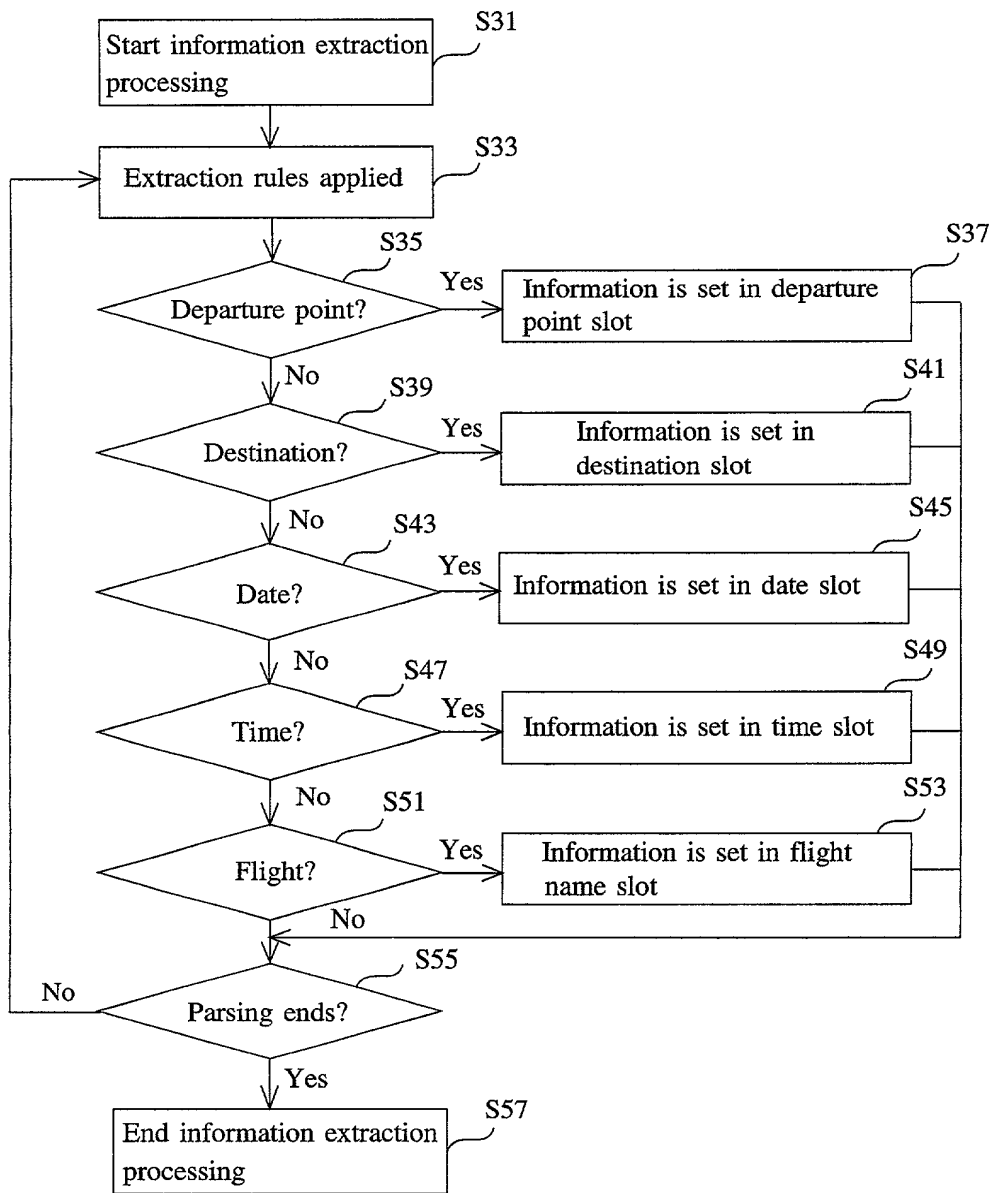 S31
Start information extraction
processing
S33
Extraction rules applied
S35
Departure point?
Yes
S37
Information is set in departure
point slot
No
S39
Destination?
Yes
S41
Information is set in
destination slot
No
S43
Date?
Yes
S45
Information is set in date slot
No
S47
Time?
Yes
S49
Information is set in time slot
No
S51
Flight?
Yes
S53
Information is set in flight
name slot
No
S55
Parsing ends?
No
Yes
S57
End information extraction
processing